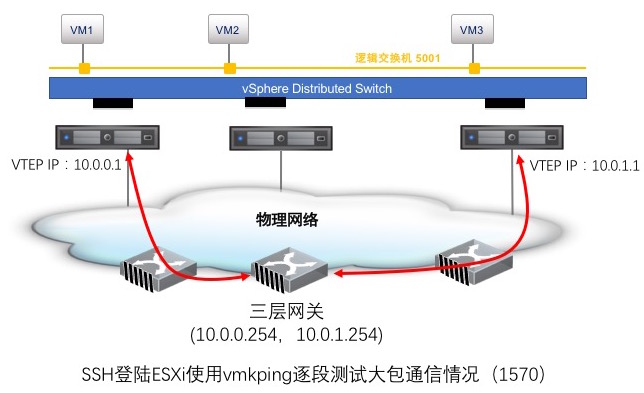 VM1
VM2
VM3
逻辑交换机 5001
vSphere Distributed Switch
VTEP IP：10.0.0.1
VTEP IP：10.0.1.1
物理网络
三层网关
(10.0.0.254，10.0.1.254)
SSH登陆ESXi使用vmkping逐段测试大包通信情况（1570）